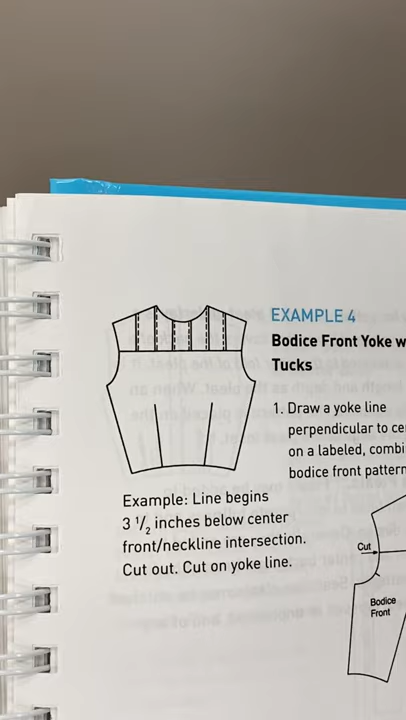 EXAMPLE 4
Bodice Front Yoke w
Tucks
1. Draw a yoke line
perpendicular to ce
on a labeled, combi
bodice front pattern
Example: Line begins
3 1/2 inches below center
front/neckline intersection.
Cut out. Cut on yoke line.
Cut
Bodice
Front